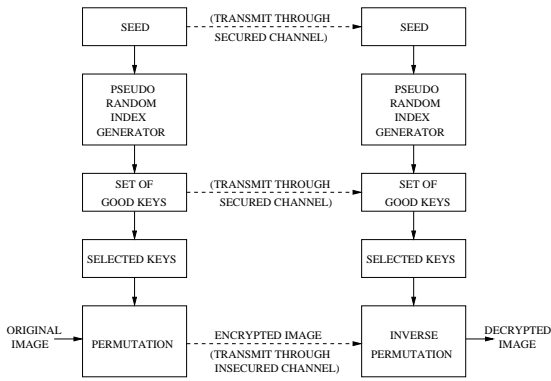 SEED
(TRANSMIT THROUGH
SECURED CHANNEL)
SEED
PSEUDO
RANDOM
INDEX
GENERATOR
PSEUDO
RANDOM
INDEX
GENERATOR
SET OF
GOOD KEYS
(TRANSMIT THROUGH
SECURED CHANNEL)
SET OF
GOOD KEYS
SELECTED KEYS
SELECTED KEYS
ORIGINAL
IMAGE
PERMUTATION
ENCRYPTED IMAGE
(TRANSMIT THROUGH
INSECURED CHANNEL)
INVERSE
PERMUTATION
DECRYPTED
IMAGE